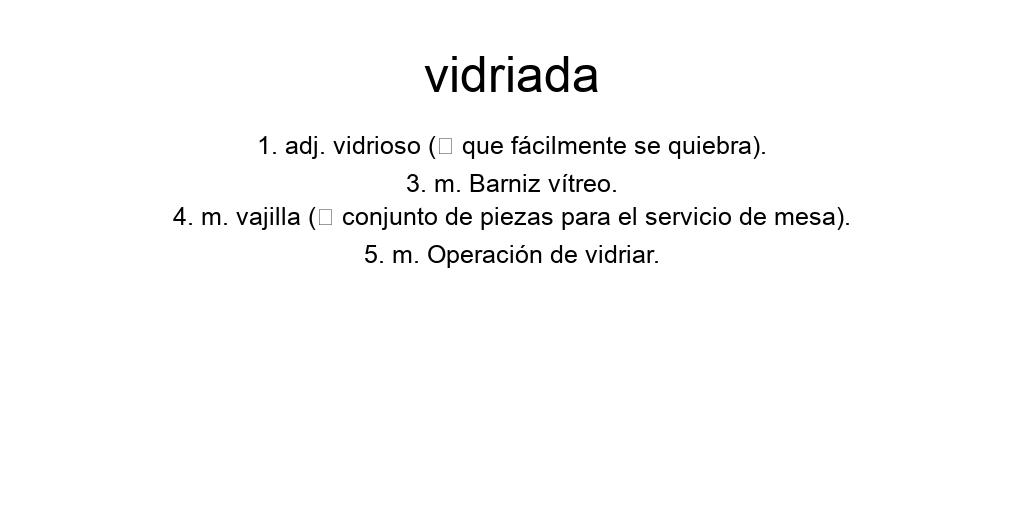 vidriada
1. adj. vidrioso (□ que fácilmente se quiebra).
3. m. Barniz vítreo.
4. m. vajilla (□ conjunto de piezas para el servicio de mesa).
5. m. Operación de vidriar.